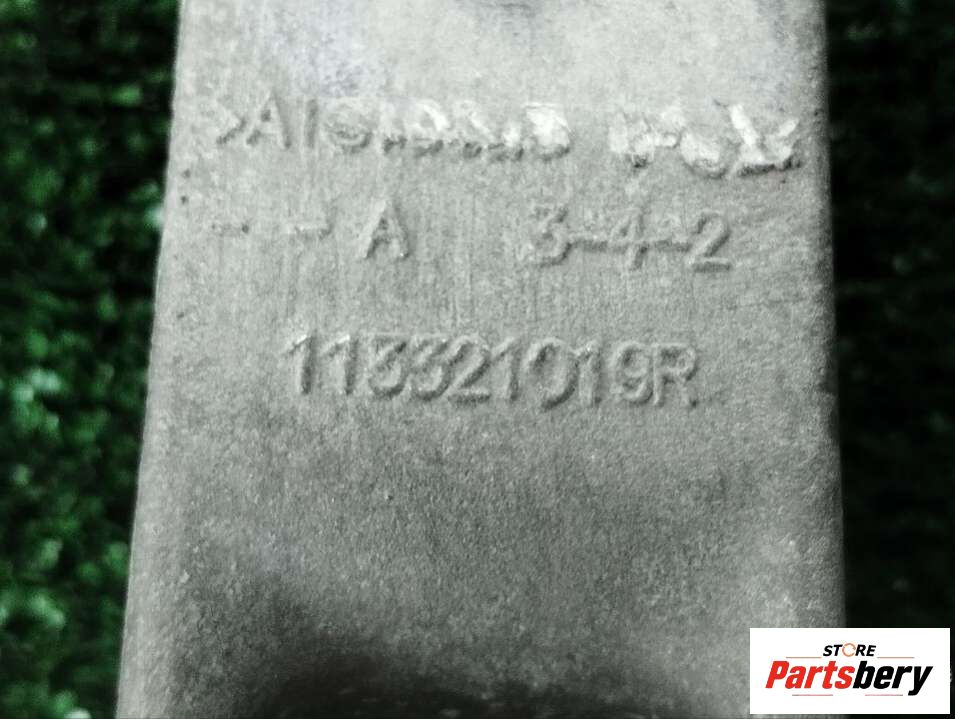 - - A 3-4-2
113321019R
STORE
Partsbery